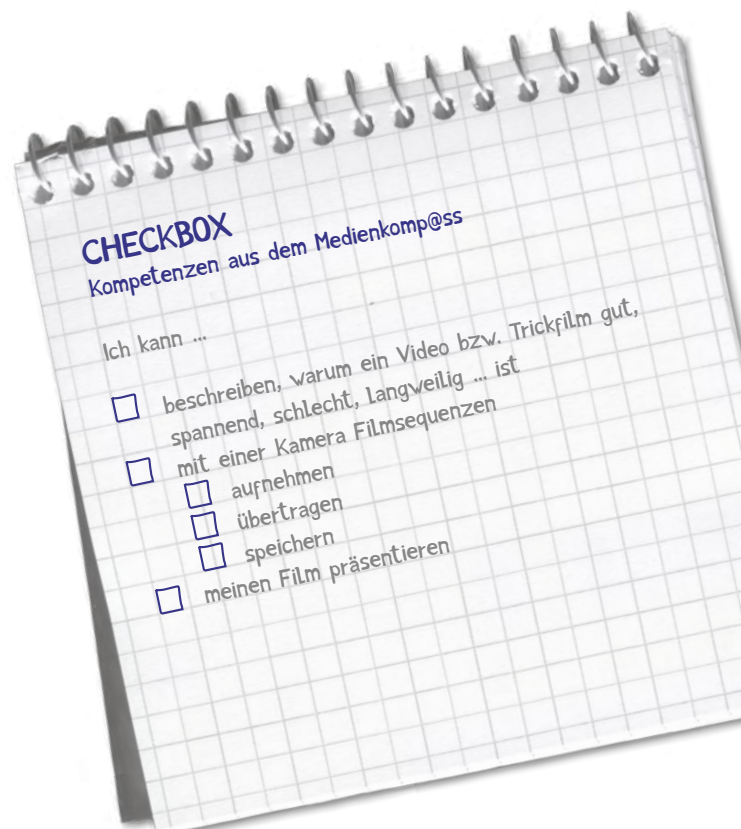 CHECKBOX
Kompetenzen aus dem Medienkomp@ss
Ich kann ...
beschreiben, warum ein Video bzw. Trickfilm gut,
spannend, schlecht, langweilig ... ist
mit einer Kamera Filmsequenzen
aufnehmen
übertragen
speichern
meinen Film präsentieren